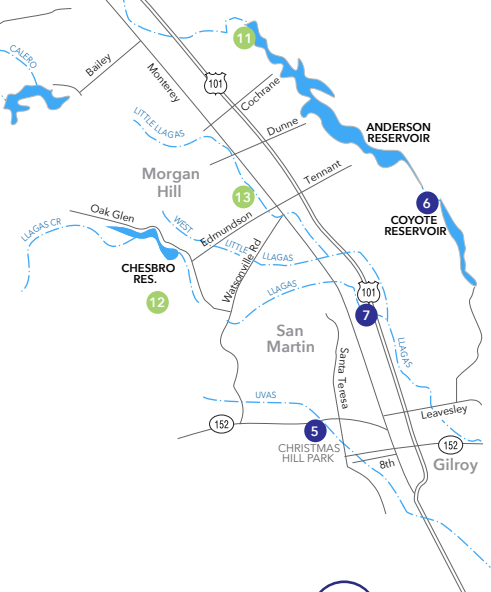 11
CALERO
Bailey
Monterey
101
Cochrane
LITTLE LLAGAS
Dunne
ANDERSON
RESERVOIR
Morgan
Hill
Tennant
13
6
Oak Glen
WEST
Edmundson
COYOTE
RESERVOIR
LLAGAS CR
LITTLE
LLAGAS
CHESBRO
RES.
Watsonville Rd
LLAGAS
101
12
7
San
Martin
LLAGAS
Santa Teresa
UVAS
Leavesley
152
5
152
CHRISTMAS
HILL PARK
8th
Gilroy